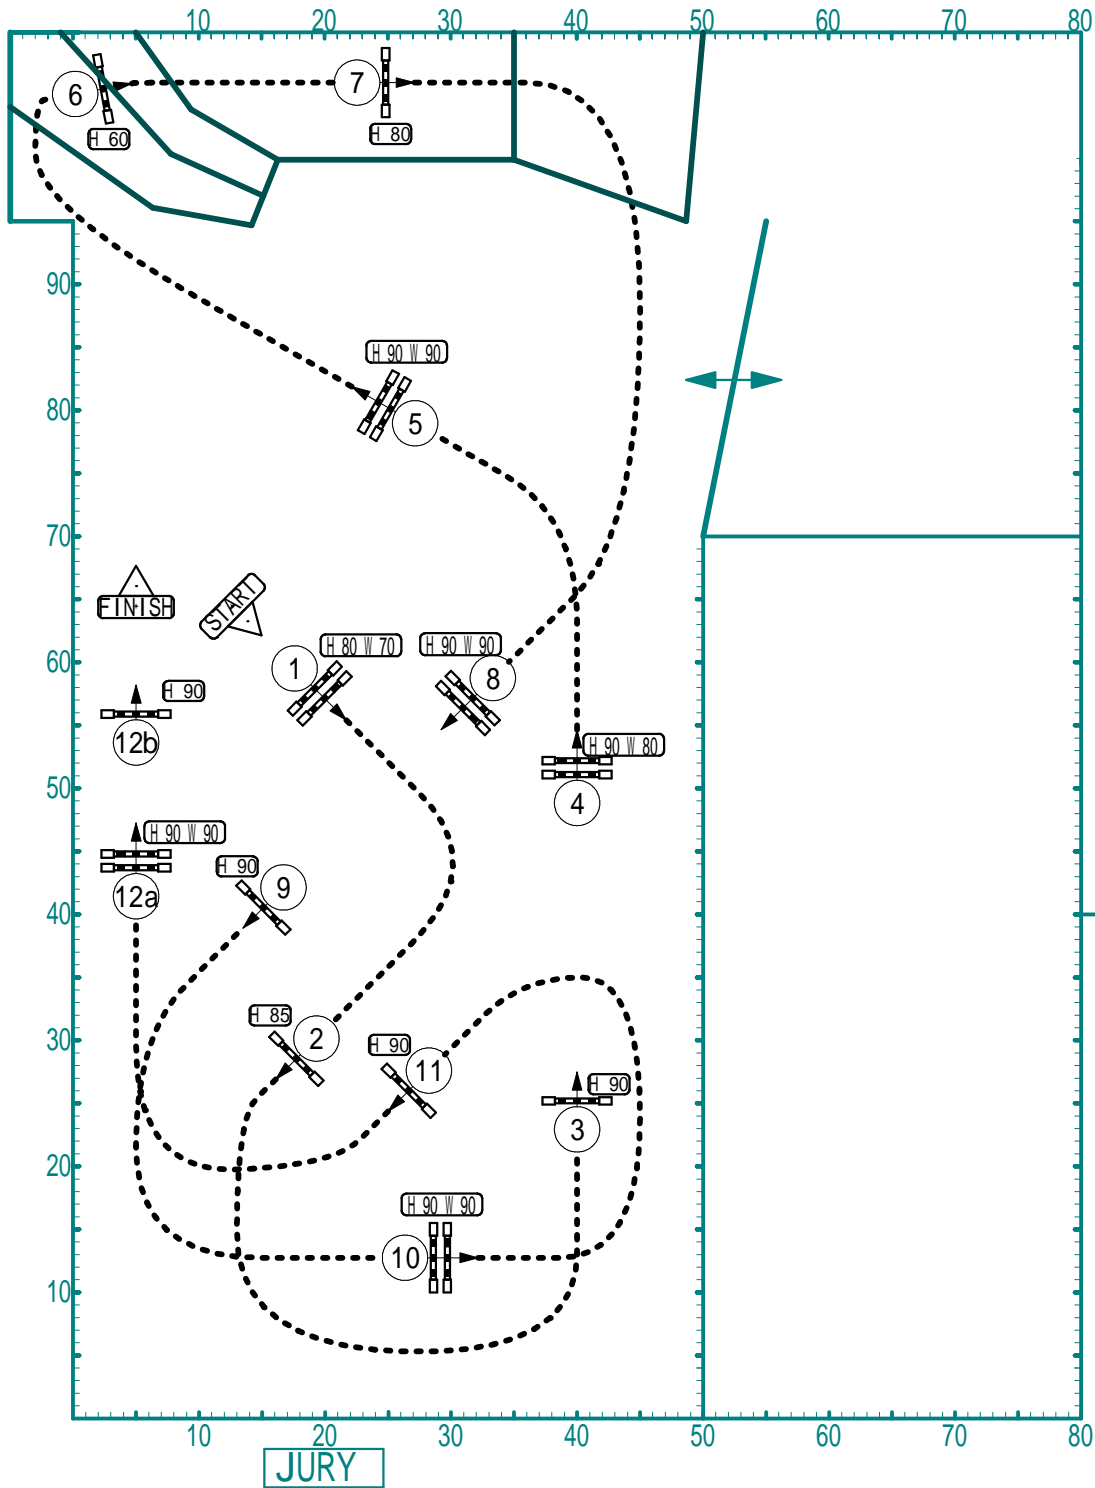 10 20 30 40 50 60 70 80
6
7
H 60
H 80
90
H 90 W 90
80
5
70
FINISH
START
60
1
H 80 W 70
H 90 W 90
8
H 90
12b
H 90 W 80
50
4
H 90 W 90
H 90
9
12a
40
H 85
2
30
H 90
11
H 90
3
20
H 90 W 90
10
10
10 20 30 40 50 60 70 80
JURY